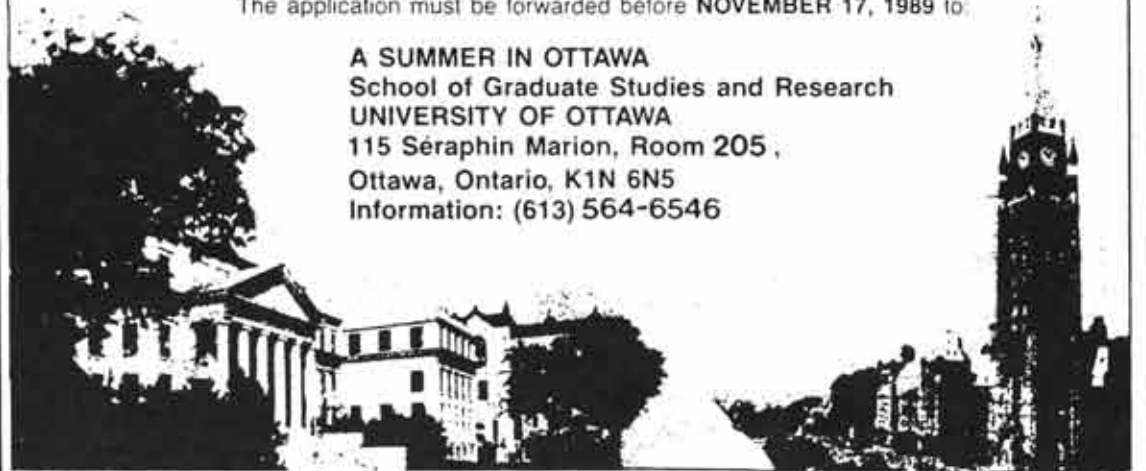 The application must be forwarded before NOVEMBER 17, 1989 to:
A SUMMER IN OTTAWA
School of Graduate Studies and Research
UNIVERSITY OF OTTAWA
115 Séraphin Marion, Room 205 ,
Ottawa, Ontario, K1N 6N5
Information: (613) 564-6546